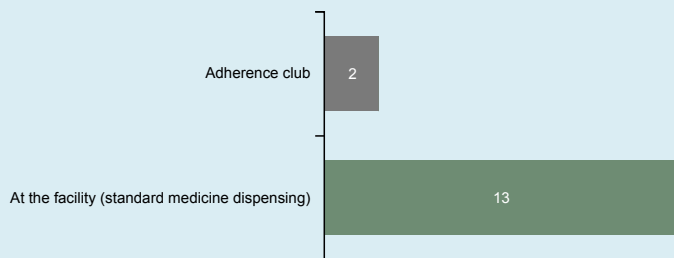 Adherence club 2
At the facility (standard medicine dispensing) 13